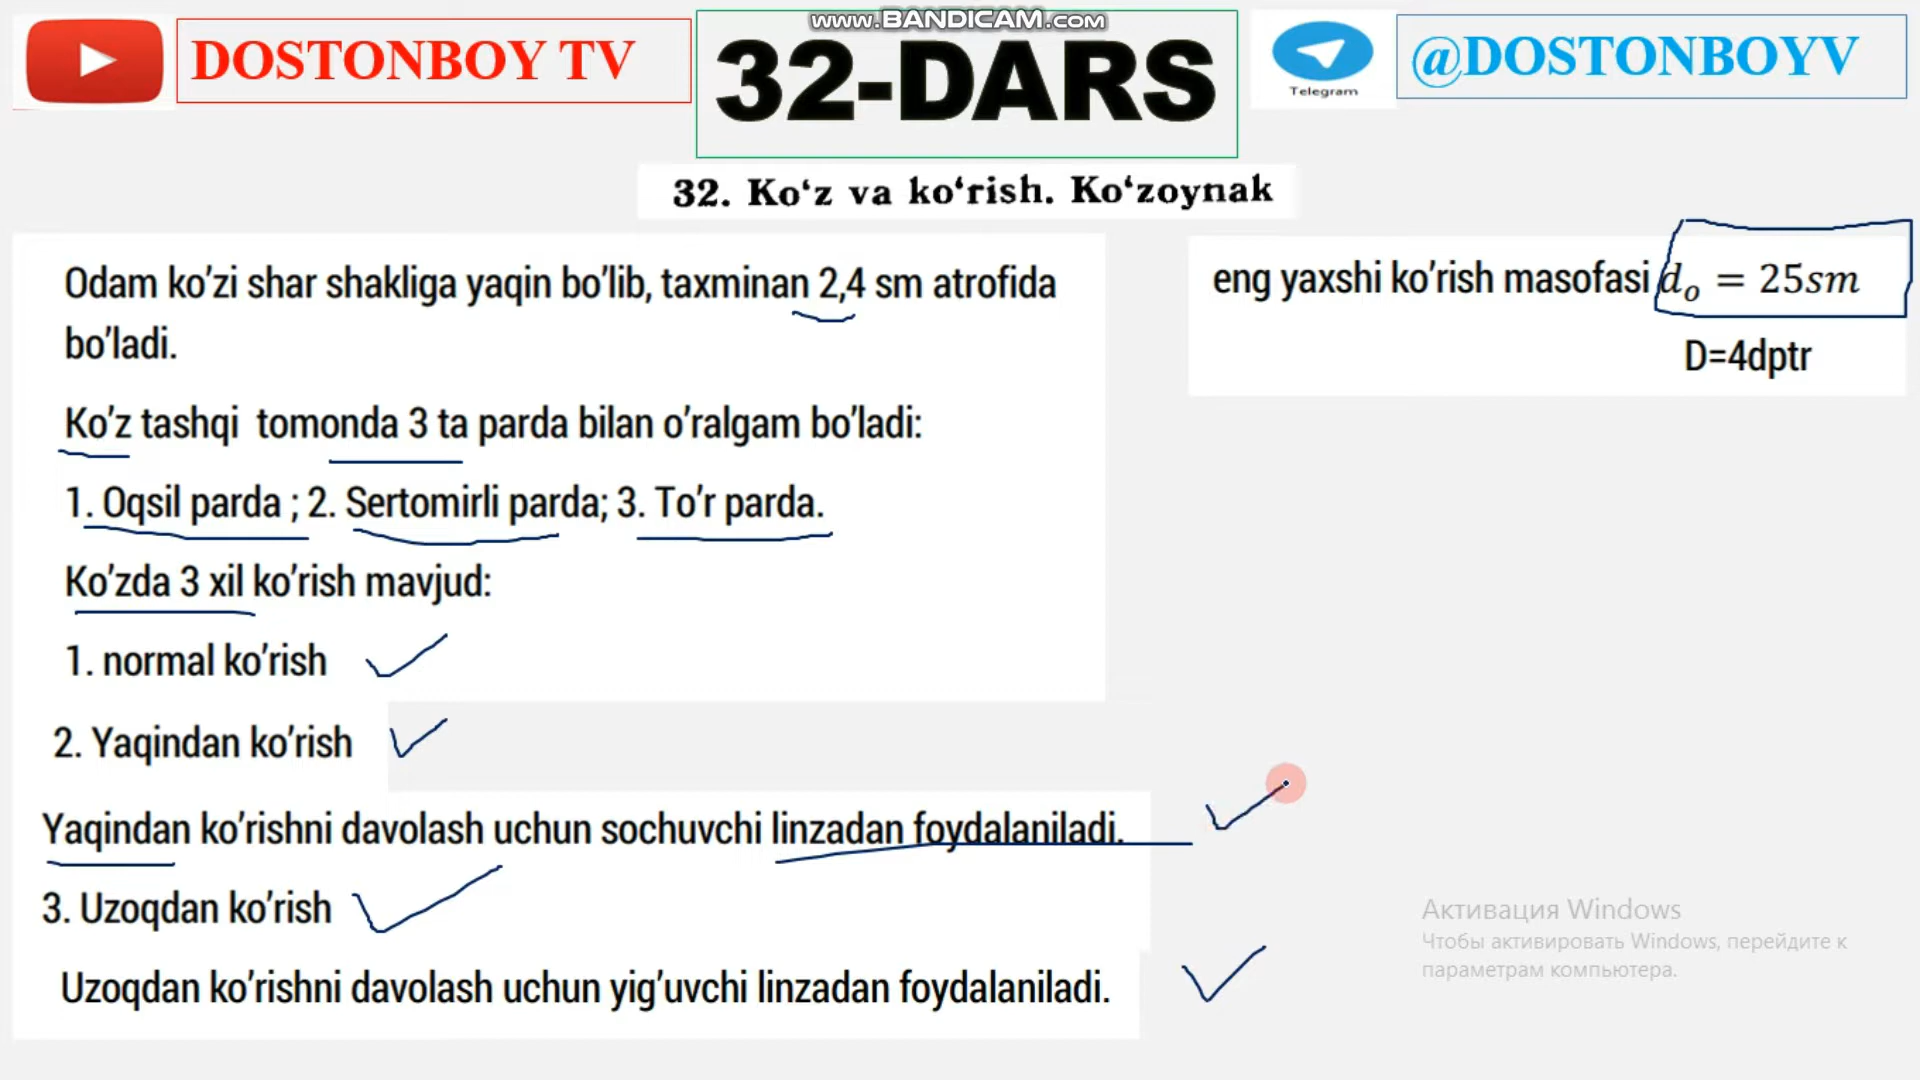 www.BANDICAM.com
DOSTONBOY TV
32-DARS
Telegram
@DOSTONBOYV
32. Ko‘z va ko‘rish. Ko‘zoynak
Odam ko’zi shar shakliga yaqin bo’lib, taxminan 2,4 sm atrofida
bo’ladi.
Ko’z tashqi tomonda 3 ta parda bilan o’ralgam bo’ladi:
1. Oqsil parda ; 2. Sertomirli parda; 3. To’r parda.
Ko’zda 3 xil ko’rish mavjud:
1. normal ko’rish
2. Yaqindan ko’rish
Yaqindan ko’rishni davolash uchun sochuvchi linzadan foydalaniladi.
3. Uzoqdan ko’rish
Uzoqdan ko’rishni davolash uchun yig’uvchi linzadan foydalaniladi.
eng yaxshi ko’rish masofasi dₒ = 25sm
D=4dptr
Активация Windows
Чтобы активировать Windows, перейдите к
параметрам компьютера.